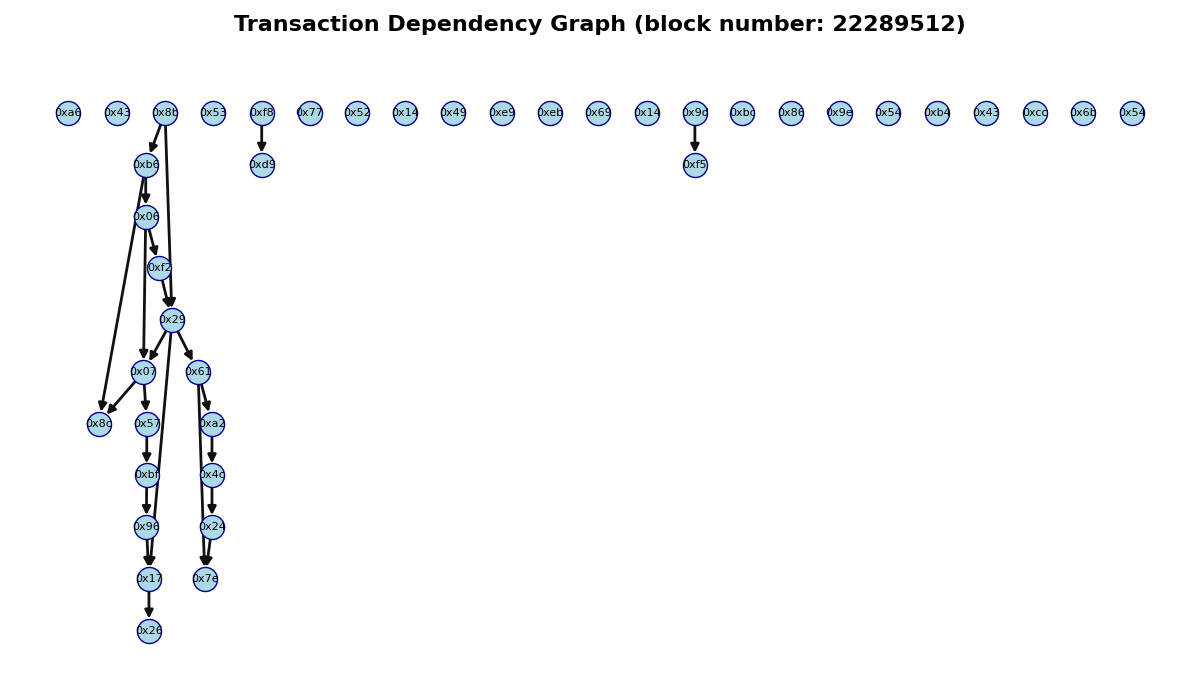 Transaction Dependency Graph (block number: 22289512)
0xa6 0x43 0x8b 0x53 0xf8 0x77 0x52 0x14 0x49 0xe9 0xeb 0x69 0x14 0x9d 0xbc 0x86 0x9e 0x54 0xb4 0x43 0xcc 0x6b 0x54
0xb6 0xd9 0xf5
0x06
0xf2
0x29
0x07 0x61
0x8d 0x57 0xa2
0xbf 0x4d
0x96 0x24
0x17 0x7e
0x26